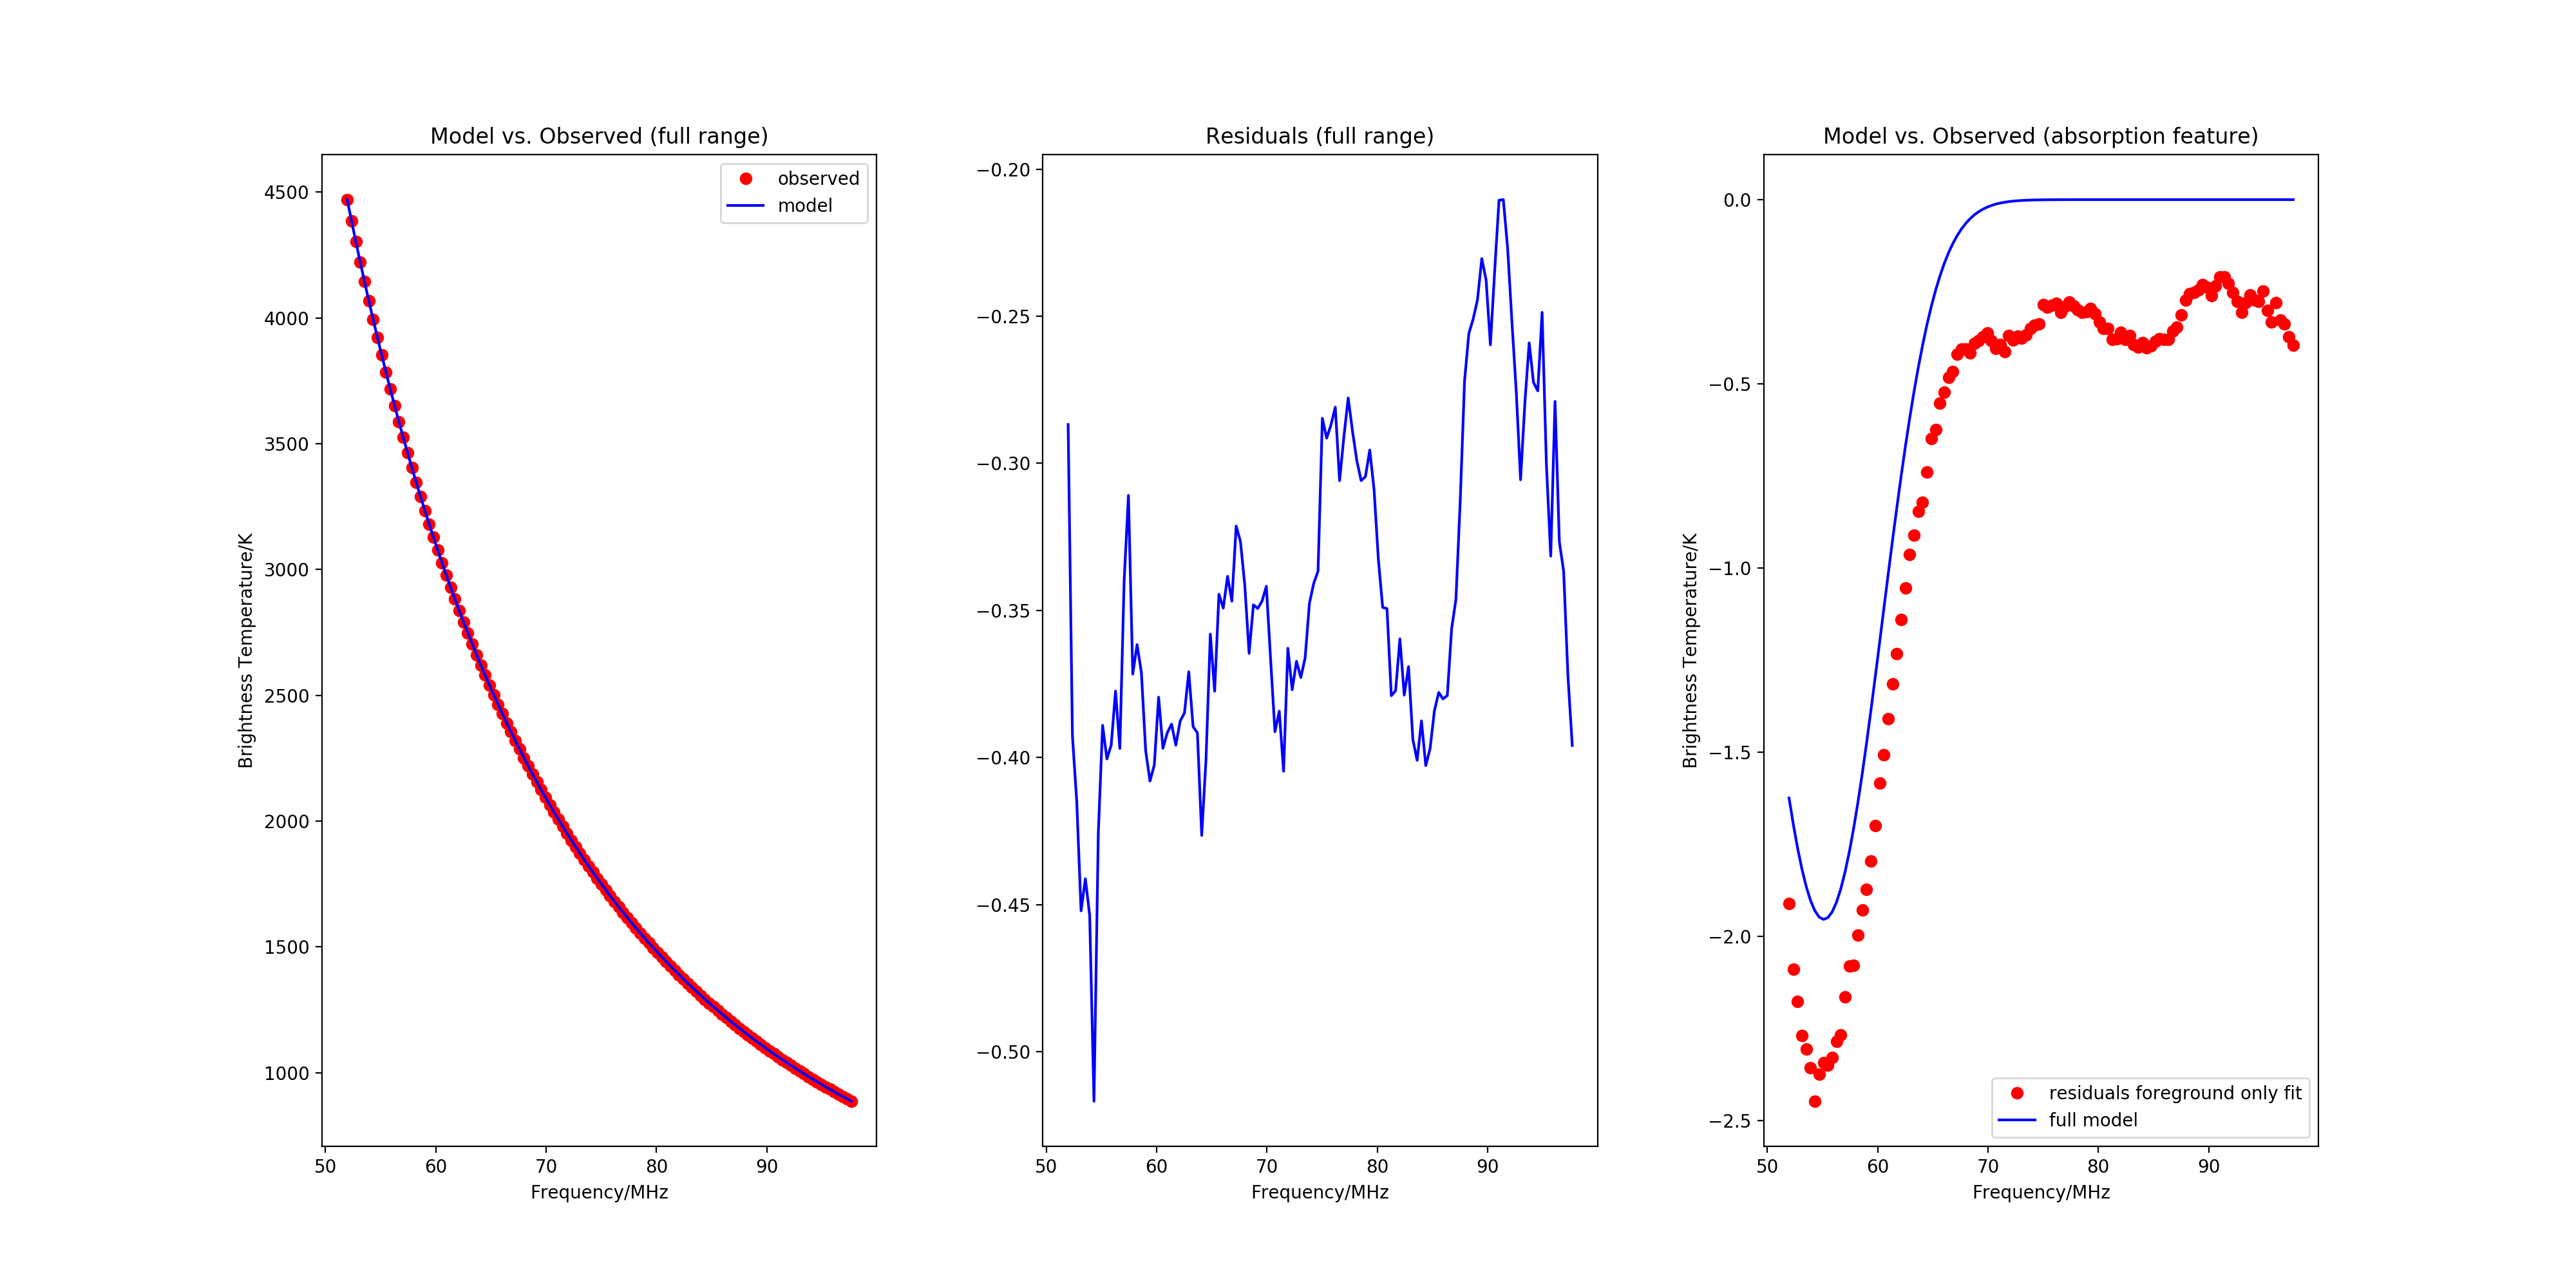 Model vs. Observed (full range)
observed
model
4500
4000
3500
3000
2500
2000
1500
1000
Brightness Temperature/K
50 60 70 80 90
Frequency/MHz
Residuals (full range)
−0.20
−0.25
−0.30
−0.35
−0.40
−0.45
−0.50
50 60 70 80 90
Frequency/MHz
Model vs. Observed (absorption feature)
0.0
−0.5
−1.0
−1.5
−2.0
−2.5
Brightness Temperature/K
residuals foreground only fit
full model
50 60 70 80 90
Frequency/MHz